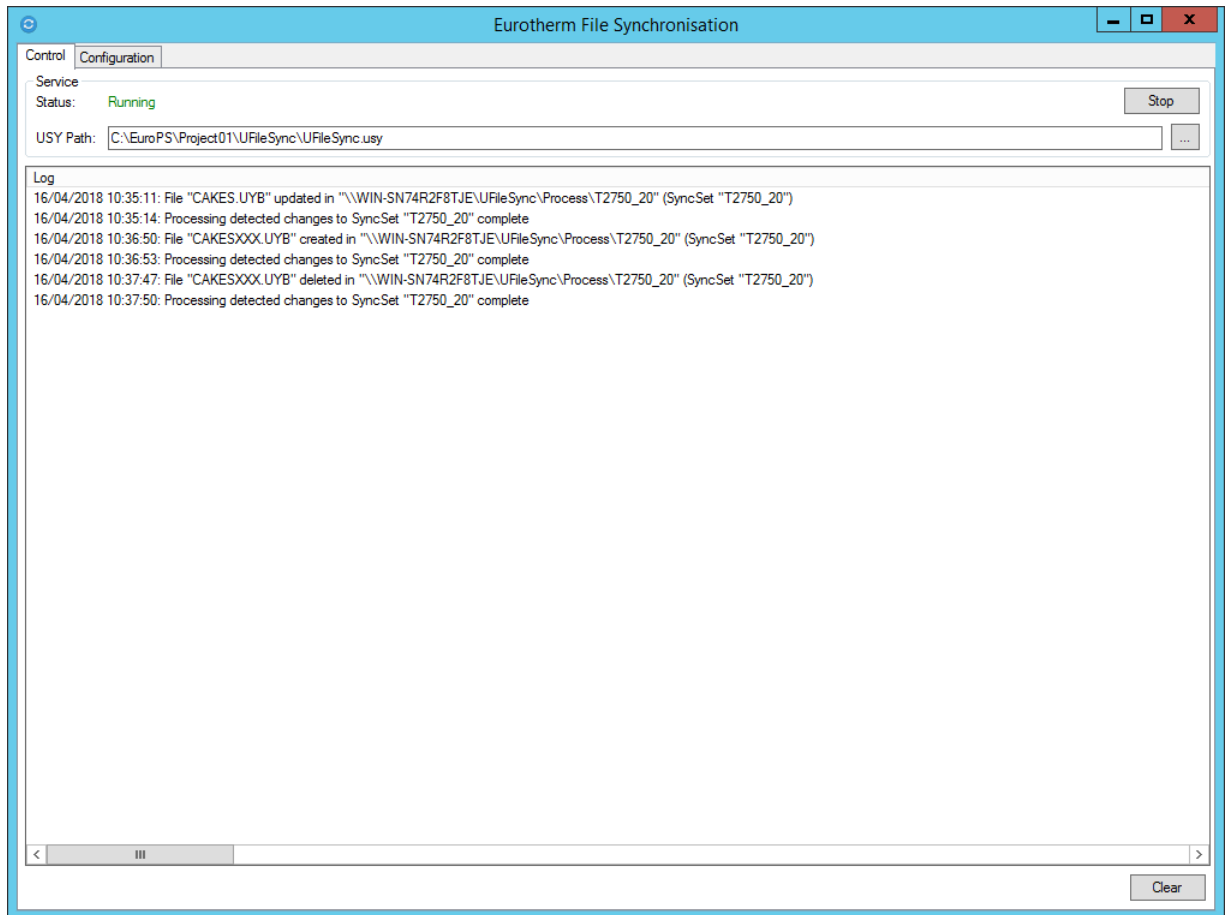 Eurotherm File Synchronisation
Control Configuration
Service
Status: Running Stop
USY Path: C:\EuroPS\Project01\UFileSync\UFileSync.usy ...
Log
16/04/2018 10:35:11: File "CAKES.UYB" updated in "\\WIN-SN74R2F8TJE\UFileSync\Process\T2750_20" (SyncSet "T2750_20")
16/04/2018 10:35:14: Processing detected changes to SyncSet "T2750_20" complete
16/04/2018 10:36:50: File "CAKESXXX.UYB" created in "\\WIN-SN74R2F8TJE\UFileSync\Process\T2750_20" (SyncSet "T2750_20")
16/04/2018 10:36:53: Processing detected changes to SyncSet "T2750_20" complete
16/04/2018 10:37:47: File "CAKESXXX.UYB" deleted in "\\WIN-SN74R2F8TJE\UFileSync\Process\T2750_20" (SyncSet "T2750_20")
16/04/2018 10:37:50: Processing detected changes to SyncSet "T2750_20" complete
Clear